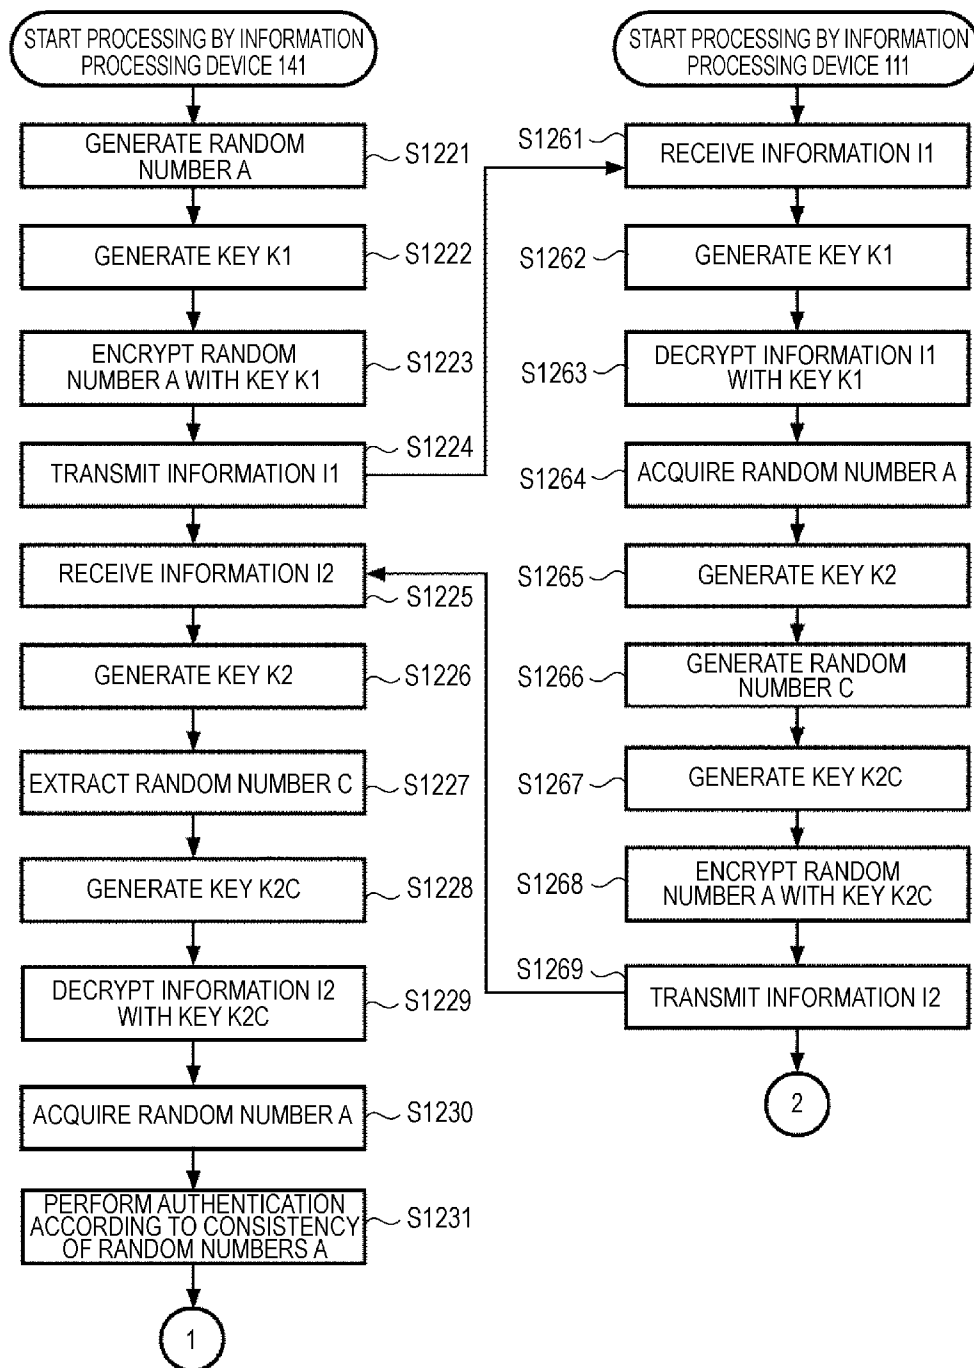 START PROCESSING BY INFORMATION
PROCESSING DEVICE 141
GENERATE RANDOM
NUMBER A
S1221
GENERATE KEY K1
S1222
ENCRYPT RANDOM
NUMBER A WITH KEY K1
S1223
TRANSMIT INFORMATION I1
S1224
RECEIVE INFORMATION I2
S1225
GENERATE KEY K2
S1226
EXTRACT RANDOM NUMBER C
S1227
GENERATE KEY K2C
S1228
DECRYPT INFORMATION I2
WITH KEY K2C
S1229
ACQUIRE RANDOM NUMBER A
S1230
PERFORM AUTHENTICATION
ACCORDING TO CONSISTENCY
OF RANDOM NUMBERS A
S1231
1
START PROCESSING BY INFORMATION
PROCESSING DEVICE 111
S1261
RECEIVE INFORMATION I1
S1262
GENERATE KEY K1
S1263
DECRYPT INFORMATION I1
WITH KEY K1
S1264
ACQUIRE RANDOM NUMBER A
S1265
GENERATE KEY K2
S1266
GENERATE RANDOM
NUMBER C
S1267
GENERATE KEY K2C
S1268
ENCRYPT RANDOM
NUMBER A WITH KEY K2C
S1269
TRANSMIT INFORMATION I2
2